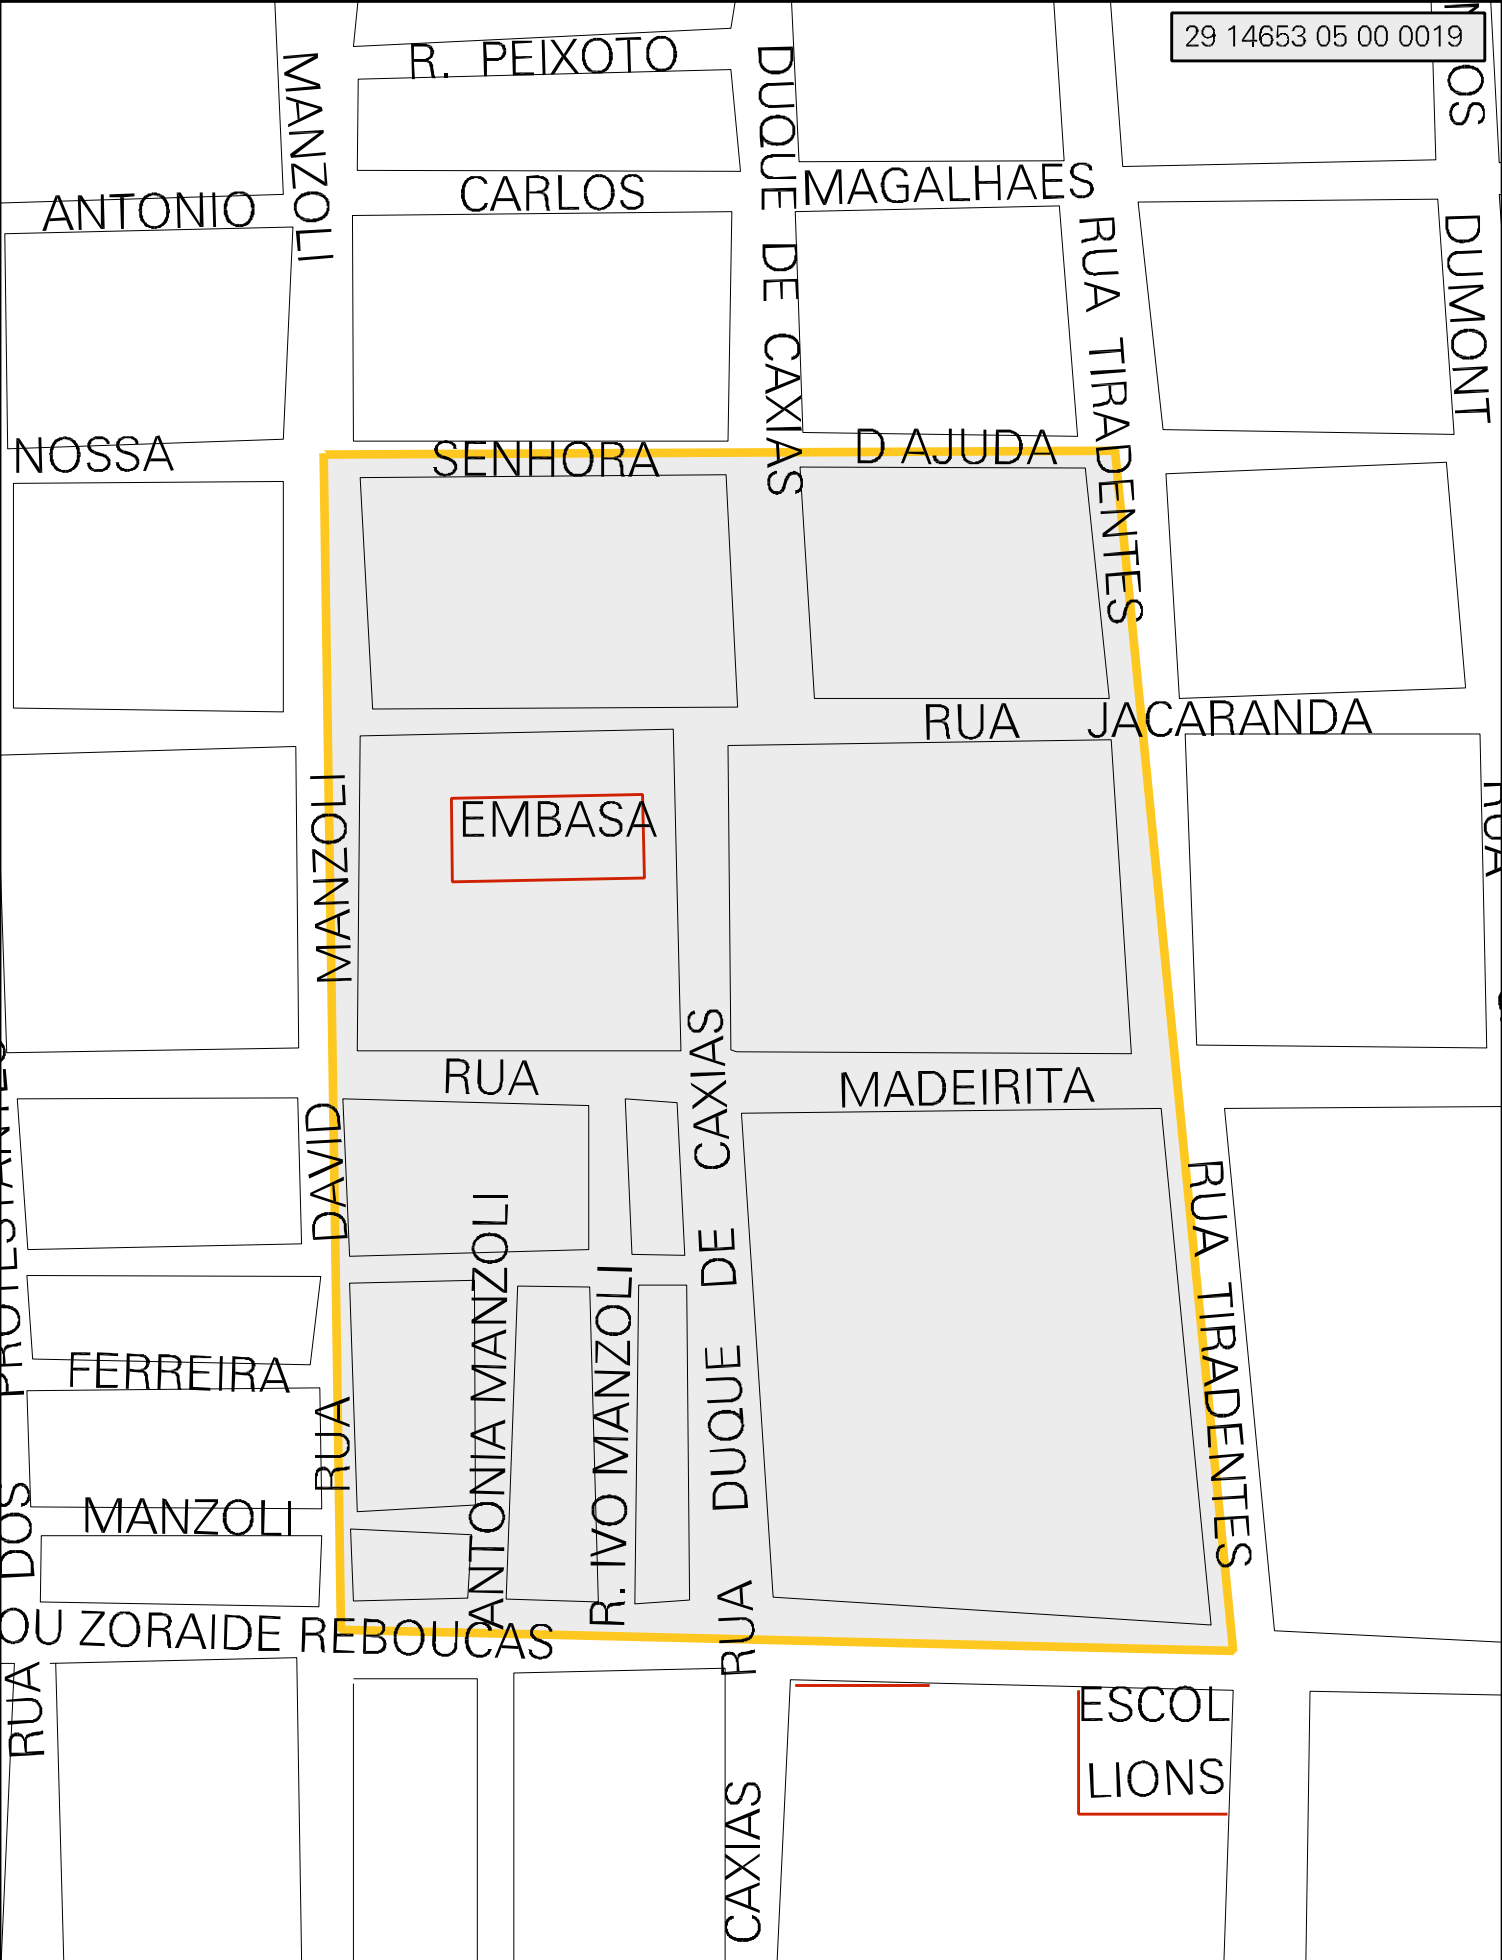 29 14653 05 00 0019
R. PEIXOTO
MANZOLI
DUQUE DE CAXIAS
OS
DUMONT
ANTONIO CARLOS MAGALHAES
RUA TIRADENTES
NOSSA SENHORA D AJUDA
RUA JACARANDA
RUA
EMBASA
RUA DAVID MANZOLI
RUA MADEIRITA
RUA DUQUE DE CAXIAS
ANTONIA MANZOLI
R. IVO MANZOLI
RUA TIRADENTES
FERREIRA
MANZOLI
RUA DOS
OU ZORAIDE REBOUCAS
ESCOL
LIONS
CAXIAS